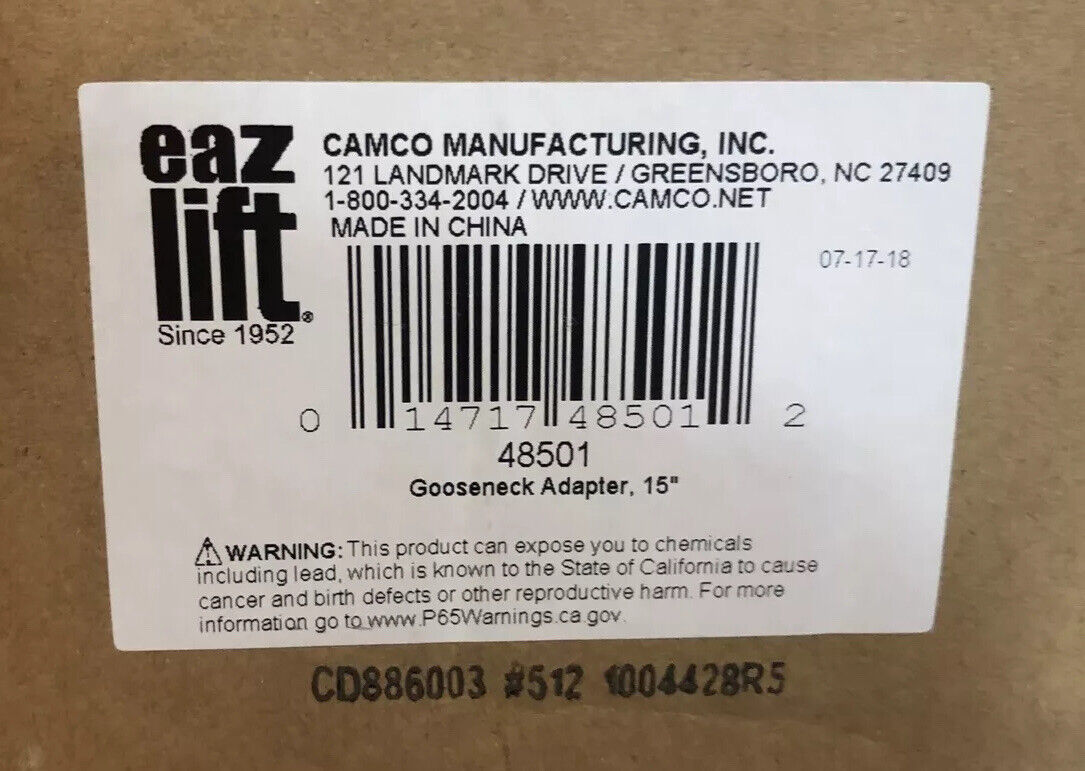 eaz
lift®
Since 1952
CAMCO MANUFACTURING, INC.
121 LANDMARK DRIVE / GREENSBORO, NC 27409
1-800-334-2004 / WWW.CAMCO.NET
MADE IN CHINA
07-17-18
0 14717 48501 2
48501
Gooseneck Adapter, 15"
⚠WARNING: This product can expose you to chemicals
including lead, which is known to the State of California to cause
cancer and birth defects or other reproductive harm. For more
information go to www.P65Warnings.ca.gov.
CD886003 #512 1004428R5